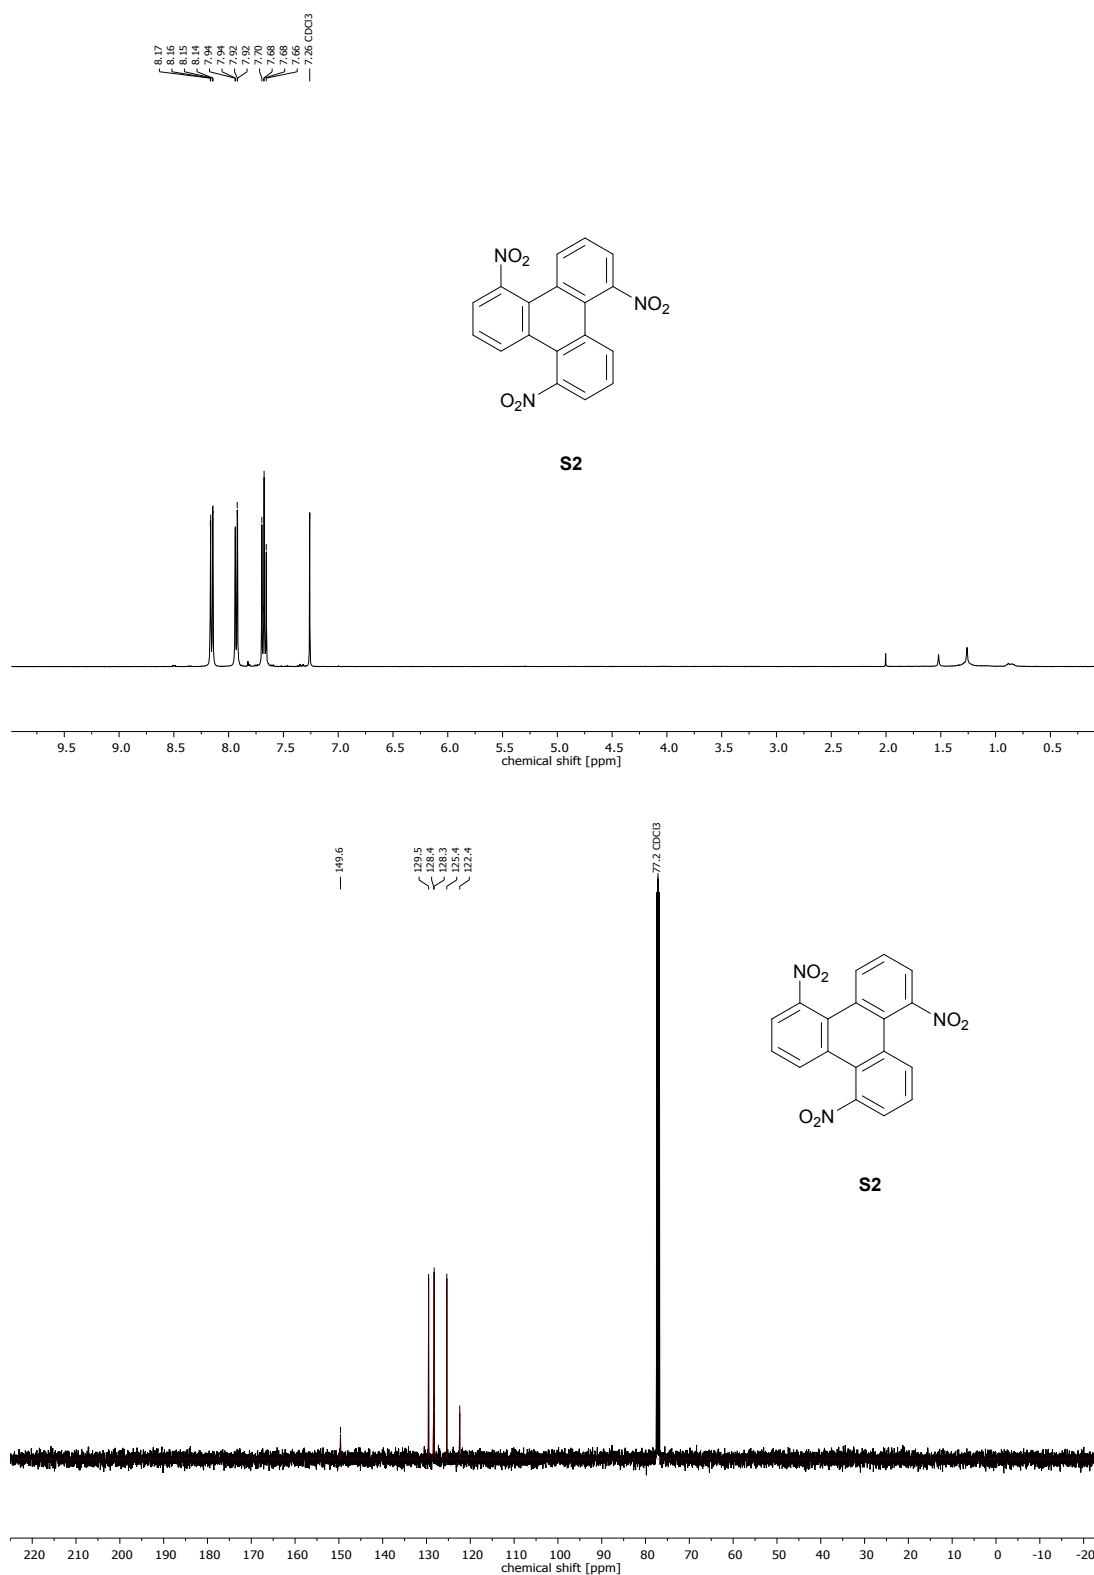 8.17
8.16
8.15
8.14
7.94
7.94
7.92
7.92
7.70
7.68
7.68
7.66
7.26 CDCl3
NO2
NO2
O2N
S2
9.5 9.0 8.5 8.0 7.5 7.0 6.5 6.0 5.5 5.0 4.5 4.0 3.5 3.0 2.5 2.0 1.5 1.0 0.5
chemical shift [ppm]
149.6
129.5
128.4
128.3
125.4
122.4
77.2 CDCl3
NO2
NO2
O2N
S2
220 210 200 190 180 170 160 150 140 130 120 110 100 90 80 70 60 50 40 30 20 10 0 -10 -20
chemical shift [ppm]